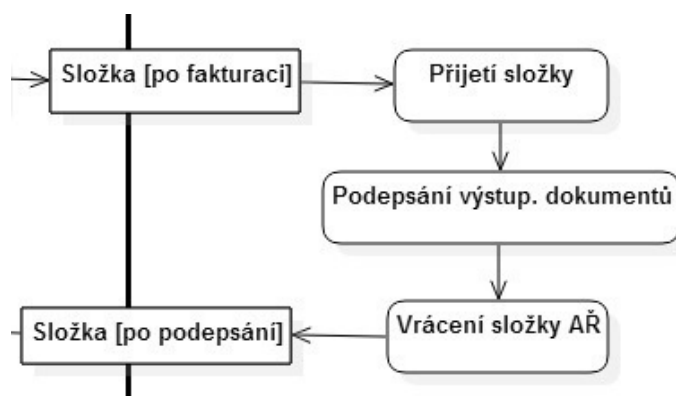 Složka [po fakturaci]
Přijetí složky
Podepsání výstup. dokumentů
Složka [po podepsání]
Vrácení složky AŘ